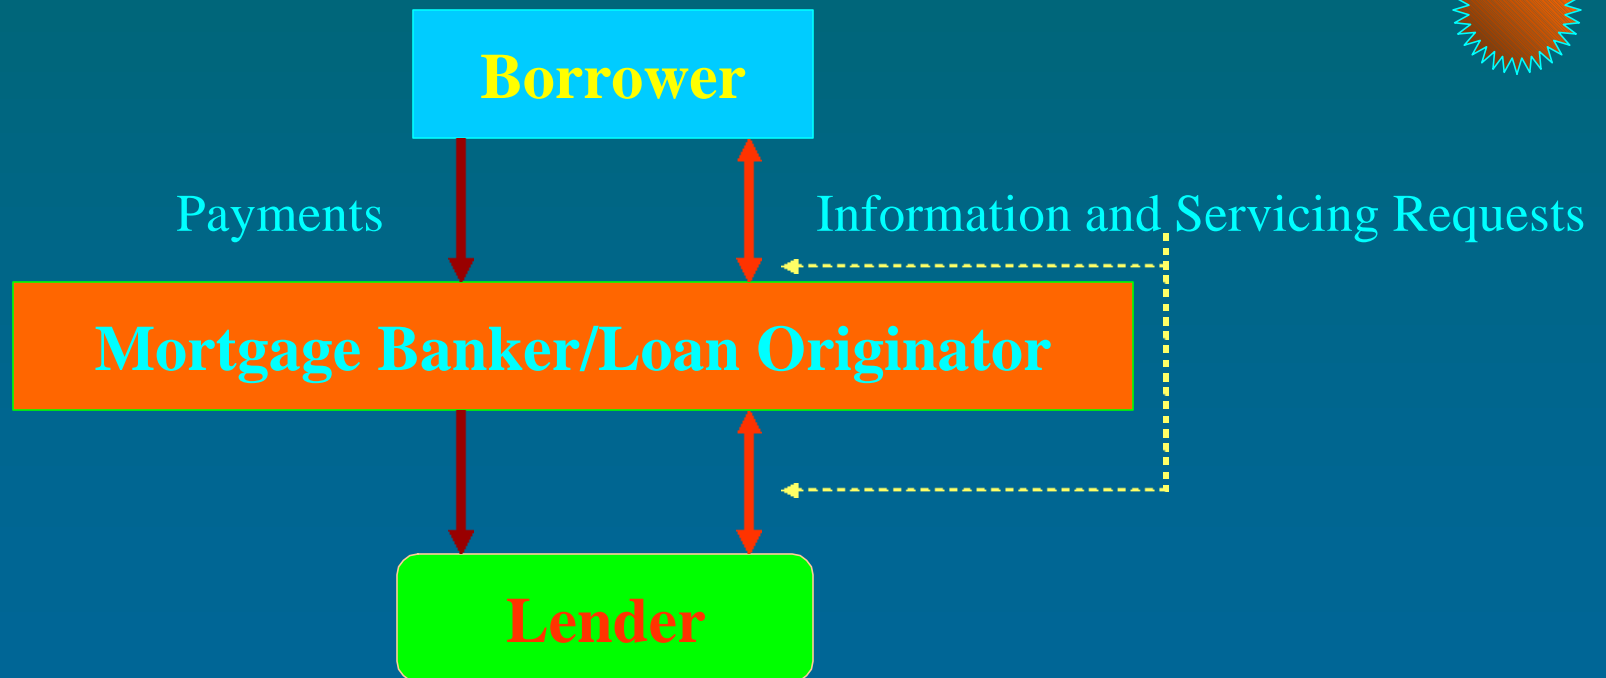 Borrower
Payments
Information and Servicing Requests
Mortgage Banker/Loan Originator
Lender